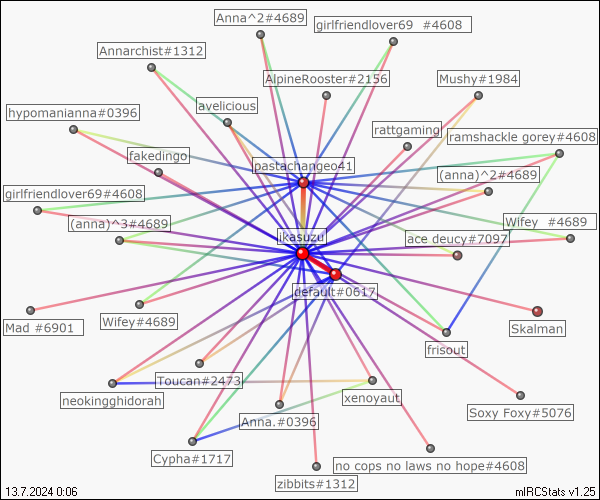 Anna^2#4689
girlfriendlover69 #4608
Annarchist#1312
AlpineRooster#2156
Mushy#1984
hypomanianna#0396
avelicious
rattgaming
ramshackle gorey#4608
fakedingo
pastachangeo41
(anna)^2#4689
girlfriendlover69#4608
(anna)^3#4689
Wifey #4689
ikasuzu
ace deucy#7097
default#0617
Mad #6901
Wifey#4689
Skalman
frisout
Toucan#2473
neokingghidorah
xenoyaut
Soxy Foxy#5076
Anna.#0396
Cypha#1717
no cops no laws no hope#4608
zibbits#1312
13.7.2024 0:06
mIRCStats v1.25